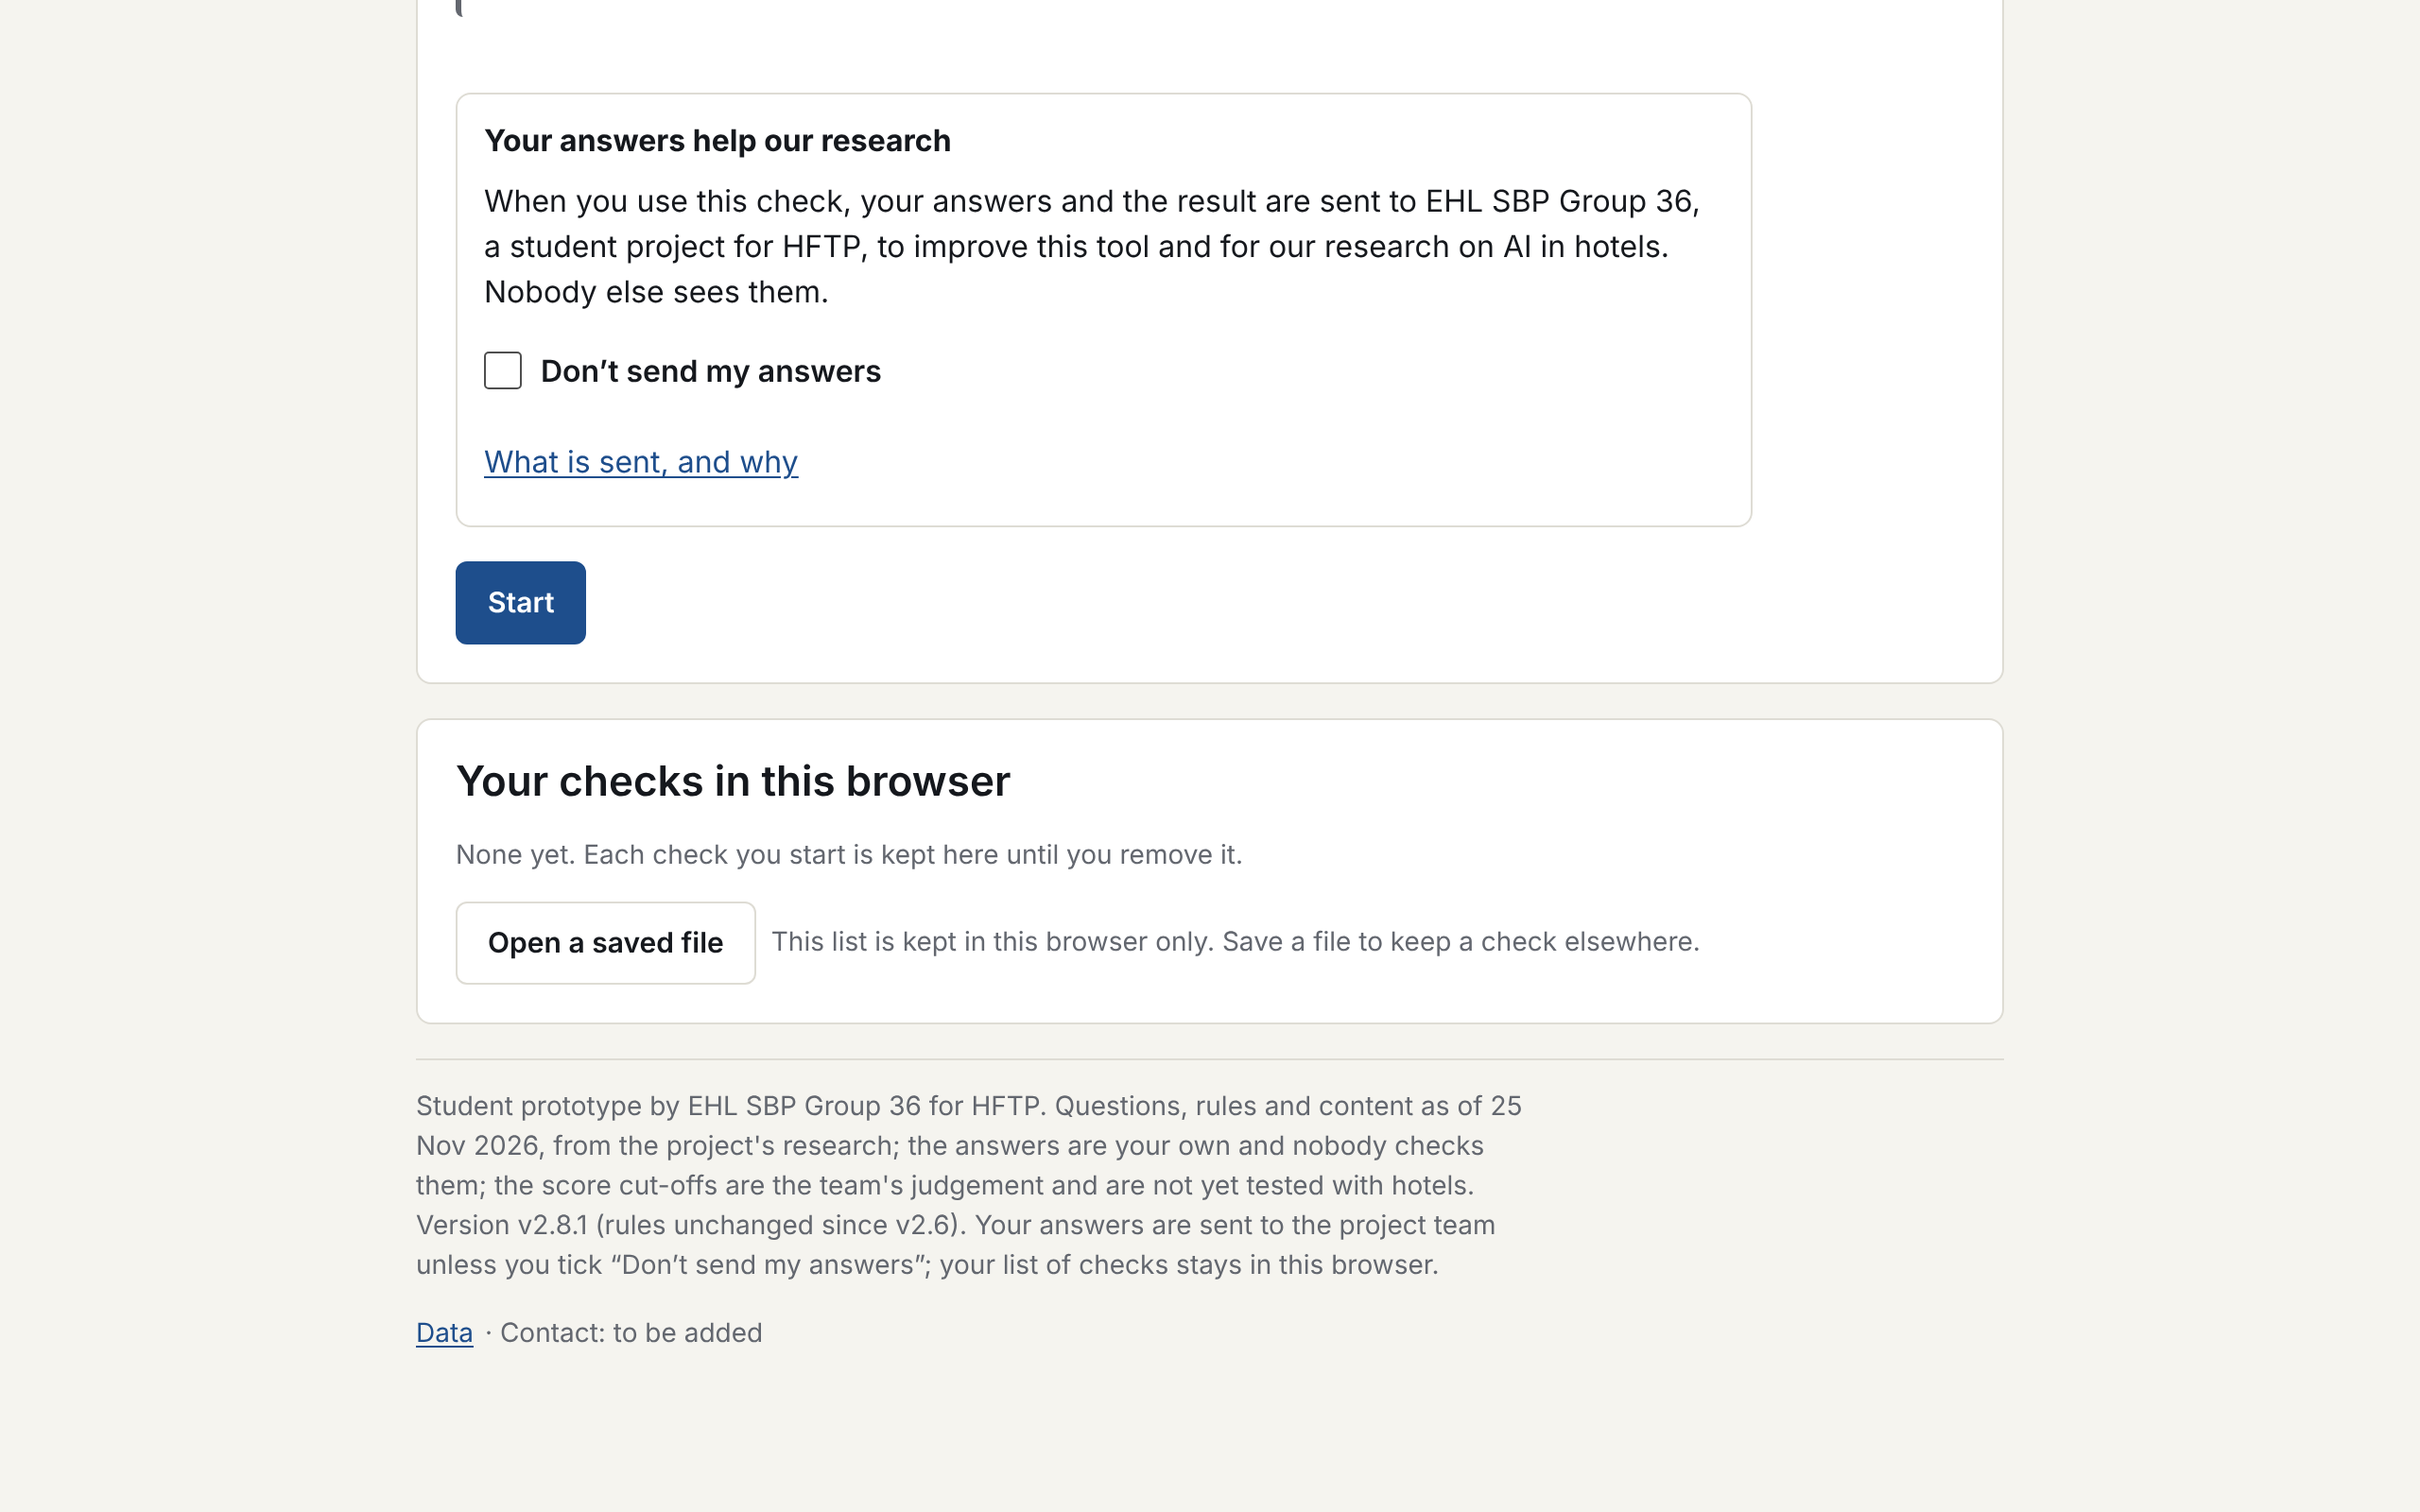 Your answers help our research
When you use this check, your answers and the result are sent to EHL SBP Group 36,
a student project for HFTP, to improve this tool and for our research on AI in hotels.
Nobody else sees them.
Don’t send my answers
What is sent, and why
Start
Your checks in this browser
None yet. Each check you start is kept here until you remove it.
Open a saved file
This list is kept in this browser only. Save a file to keep a check elsewhere.
Student prototype by EHL SBP Group 36 for HFTP. Questions, rules and content as of 25
Nov 2026, from the project's research; the answers are your own and nobody checks
them; the score cut-offs are the team's judgement and are not yet tested with hotels.
Version v2.8.1 (rules unchanged since v2.6). Your answers are sent to the project team
unless you tick “Don’t send my answers”; your list of checks stays in this browser.
Data · Contact: to be added